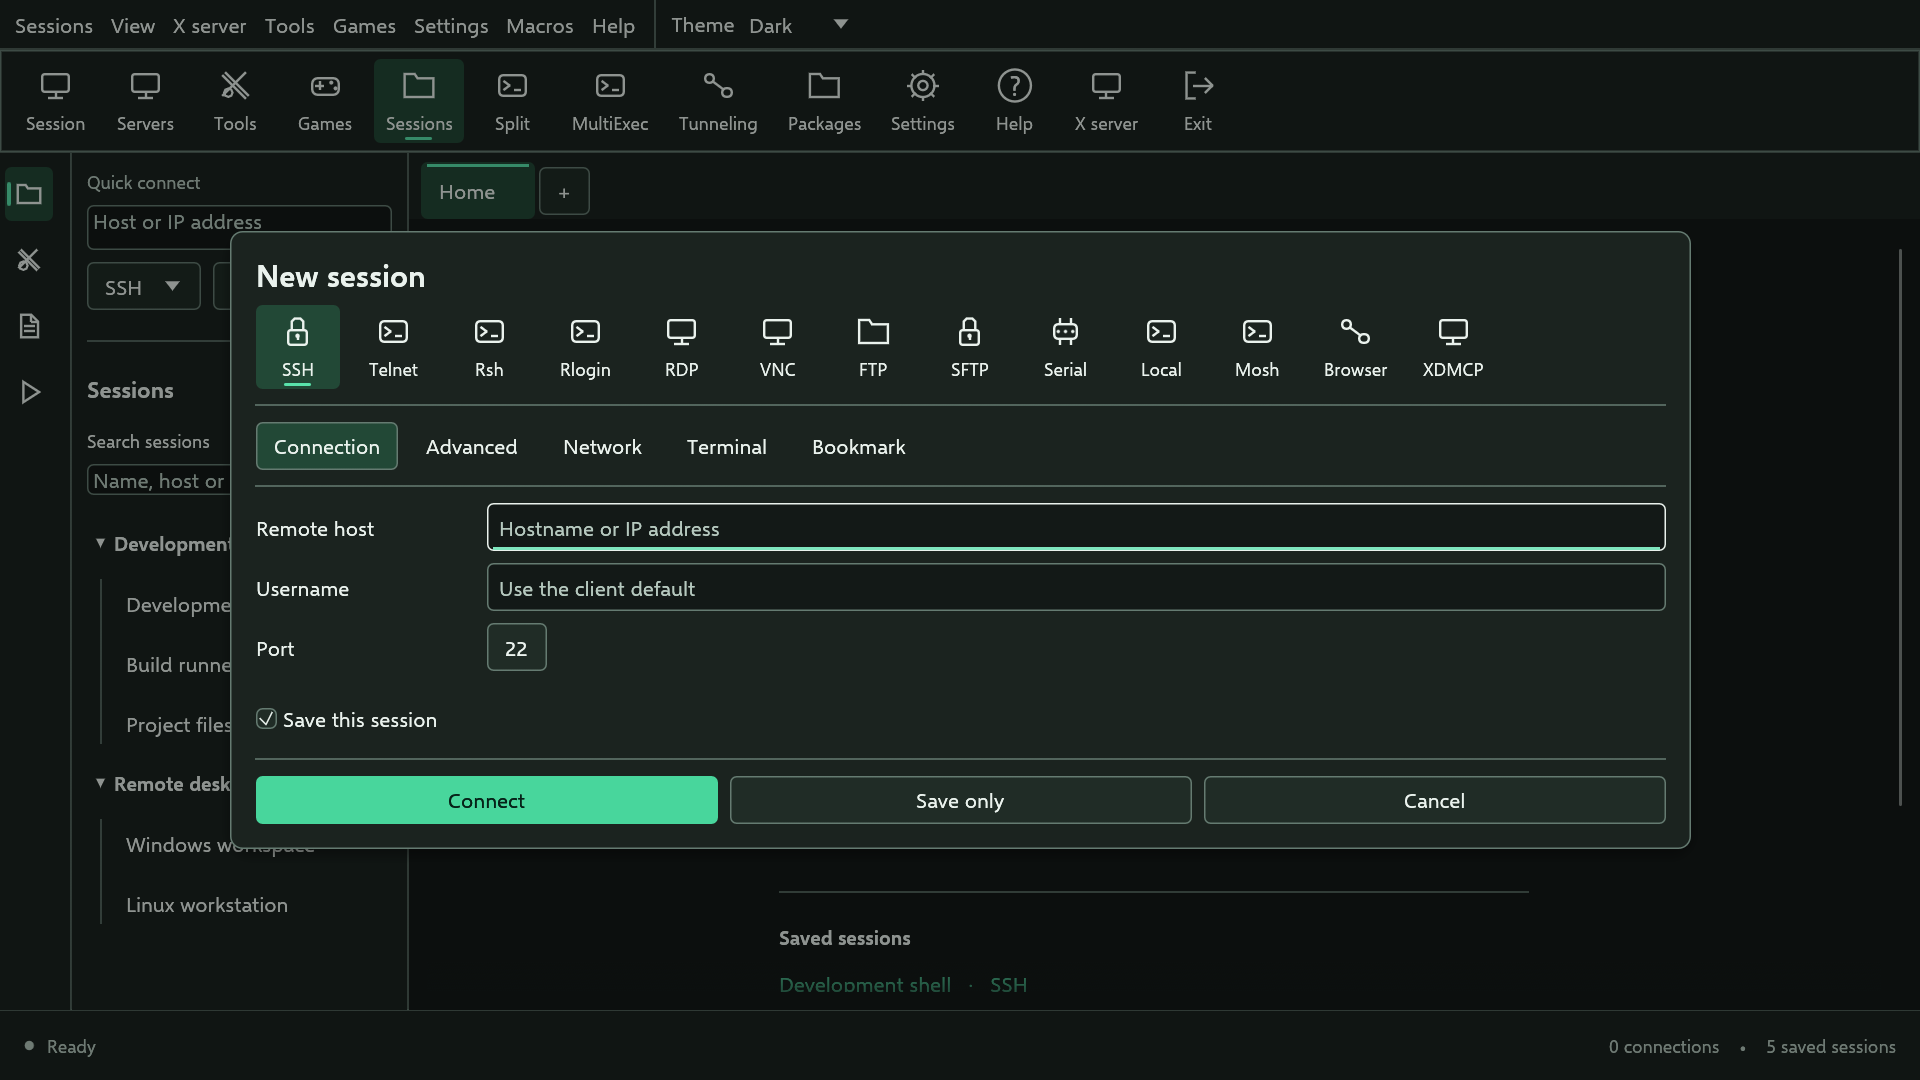 Sessions View X server Tools Games Settings Macros Help Theme Dark
Session Servers Tools Games Sessions Split MultiExec Tunneling Packages Settings Help X server Exit
Quick connect
Host or IP address
SSH
Sessions
Search sessions
Name, host or
Development
Developme
Build runne
Project files
Remote desk
Windows workspace
Linux workstation
Home +
New session
SSH Telnet Rsh Rlogin RDP VNC FTP SFTP Serial Local Mosh Browser XDMCP
Connection Advanced Network Terminal Bookmark
Remote host Hostname or IP address
Username Use the client default
Port 22
Save this session
Connect Save only Cancel
Saved sessions
Development shell · SSH
Ready
0 connections • 5 saved sessions